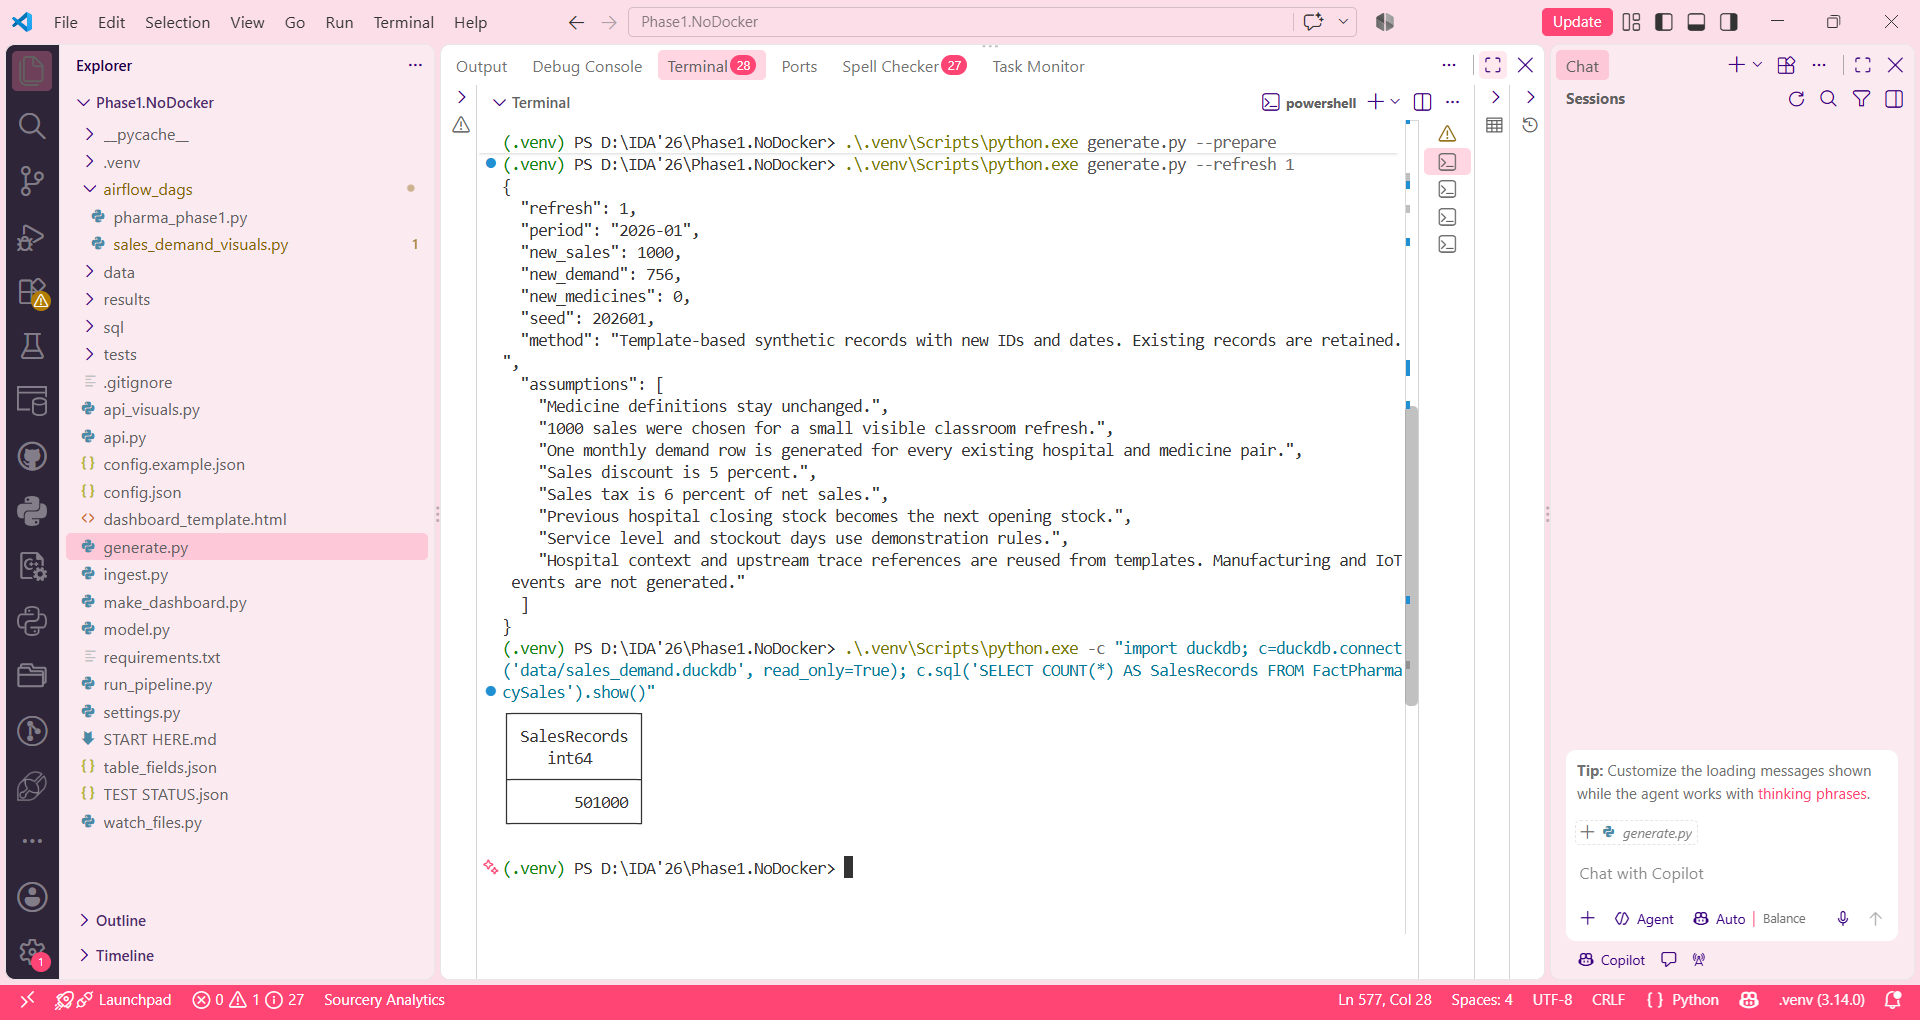 File Edit Selection View Go Run Terminal Help
Phase1.NoDocker
Update
Explorer
Phase1.NoDocker
__pycache__
.venv
airflow_dags
pharma_phase1.py
sales_demand_visuals.py 1
data
results
sql
tests
.gitignore
api_visuals.py
api.py
config.example.json
config.json
dashboard_template.html
generate.py
ingest.py
make_dashboard.py
model.py
requirements.txt
run_pipeline.py
settings.py
START HERE.md
table_fields.json
TEST STATUS.json
watch_files.py
Outline
Timeline
1
Output Debug Console Terminal 28 Ports Spell Checker 27 Task Monitor
Terminal
powershell
(.venv) PS D:\IDA'26\Phase1.NoDocker> .\.venv\Scripts\python.exe generate.py --prepare
(.venv) PS D:\IDA'26\Phase1.NoDocker> .\.venv\Scripts\python.exe generate.py --refresh 1
{
"refresh": 1,
"period": "2026-01",
"new_sales": 1000,
"new_demand": 756,
"new_medicines": 0,
"seed": 202601,
"method": "Template-based synthetic records with new IDs and dates. Existing records are retained.
",
"assumptions": [
"Medicine definitions stay unchanged.",
"1000 sales were chosen for a small visible classroom refresh.",
"One monthly demand row is generated for every existing hospital and medicine pair.",
"Sales discount is 5 percent.",
"Sales tax is 6 percent of net sales.",
"Previous hospital closing stock becomes the next opening stock.",
"Service level and stockout days use demonstration rules.",
"Hospital context and upstream trace references are reused from templates. Manufacturing and IoT
events are not generated."
]
}
(.venv) PS D:\IDA'26\Phase1.NoDocker> .\.venv\Scripts\python.exe -c "import duckdb; c=duckdb.connect
('data/sales_demand.duckdb', read_only=True); c.sql('SELECT COUNT(*) AS SalesRecords FROM FactPharma
cySales').show()"
SalesRecords
int64
501000
(.venv) PS D:\IDA'26\Phase1.NoDocker>
Chat
Sessions
Tip: Customize the loading messages shown
while the agent works with thinking phrases.
generate.py
Chat with Copilot
Agent Auto Balance
Copilot
Launchpad 0 1 27 Sourcery Analytics
Ln 577, Col 28 Spaces: 4 UTF-8 CRLF { } Python .venv (3.14.0)